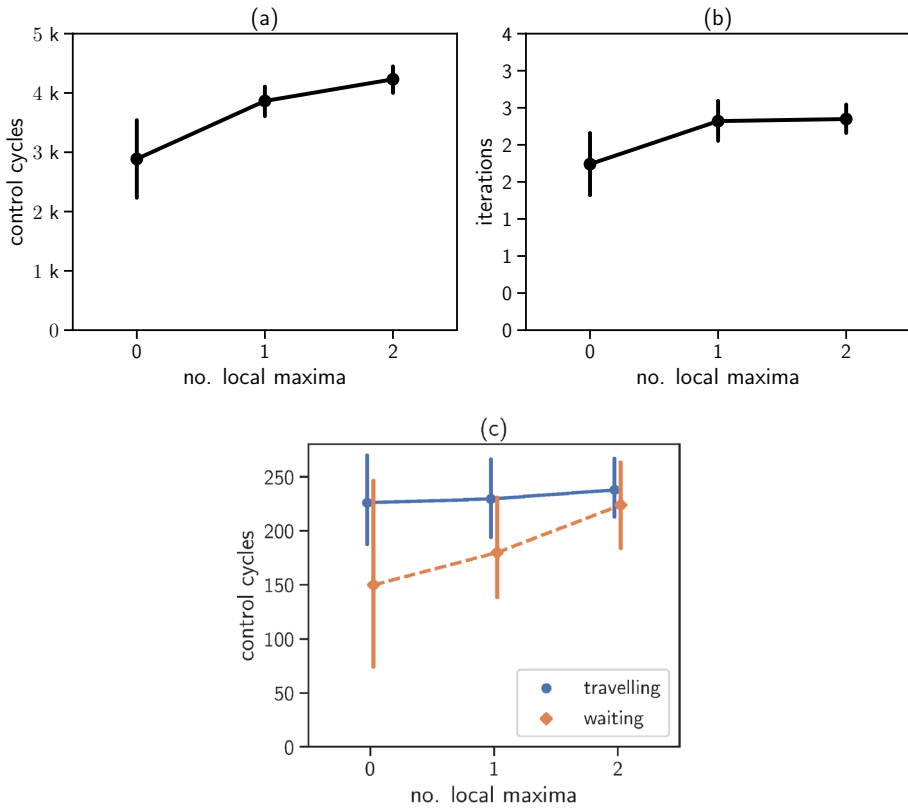 (a)
5 k
4 k
3 k
2 k
1 k
0
control cycles
0 1 2
no. local maxima
(b)
4
3
3
2
2
1
1
0
0
iterations
0 1 2
no. local maxima
(c)
250
200
150
100
50
0
control cycles
travelling
waiting
0 1 2
no. local maxima